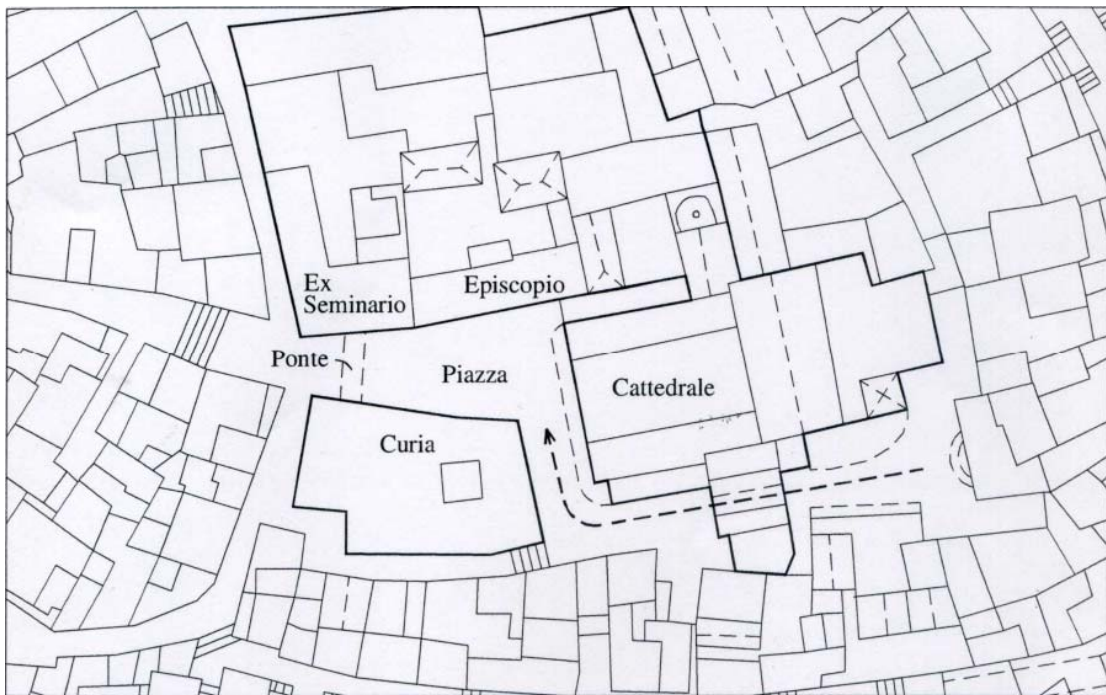 Ex
Seminario
Episcopio
Ponte
Piazza
Cattedrale
Curia